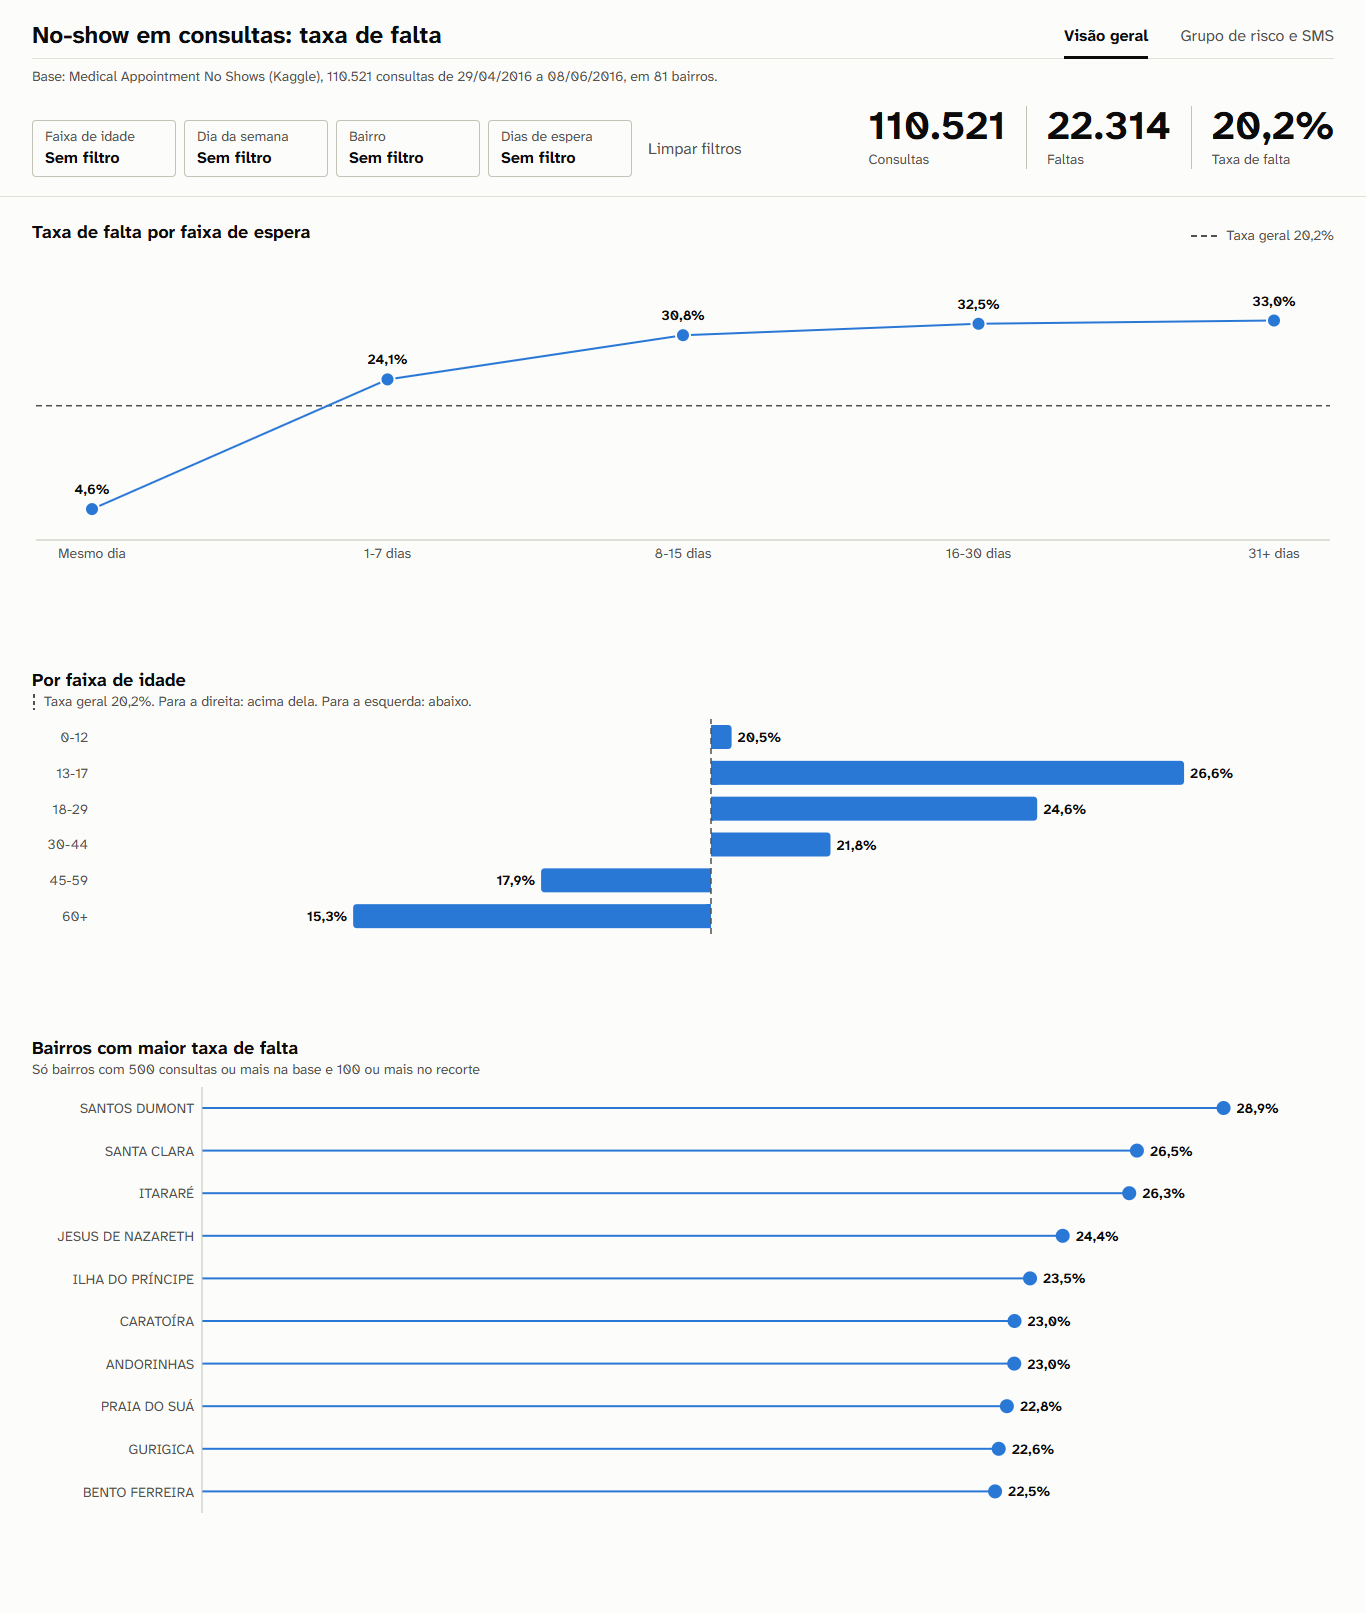 No-show em consultas: taxa de falta
Visão geral
Grupo de risco e SMS
Base: Medical Appointment No Shows (Kaggle), 110.521 consultas de 29/04/2016 a 08/06/2016, em 81 bairros.
Faixa de idade
Sem filtro
Dia da semana
Sem filtro
Bairro
Sem filtro
Dias de espera
Sem filtro
Limpar filtros
110.521
Consultas
22.314
Faltas
20,2%
Taxa de falta
Taxa de falta por faixa de espera
Taxa geral 20,2%
4,6%
24,1%
30,8%
32,5%
33,0%
Mesmo dia
1-7 dias
8-15 dias
16-30 dias
31+ dias
Por faixa de idade
Taxa geral 20,2%. Para a direita: acima dela. Para a esquerda: abaixo.
0-12 20,5%
13-17 26,6%
18-29 24,6%
30-44 21,8%
45-59 17,9%
60+ 15,3%
Bairros com maior taxa de falta
Só bairros com 500 consultas ou mais na base e 100 ou mais no recorte
SANTOS DUMONT 28,9%
SANTA CLARA 26,5%
ITARARÉ 26,3%
JESUS DE NAZARETH 24,4%
ILHA DO PRÍNCIPE 23,5%
CARATOÍRA 23,0%
ANDORINHAS 23,0%
PRAIA DO SUÁ 22,8%
GURIGICA 22,6%
BENTO FERREIRA 22,5%